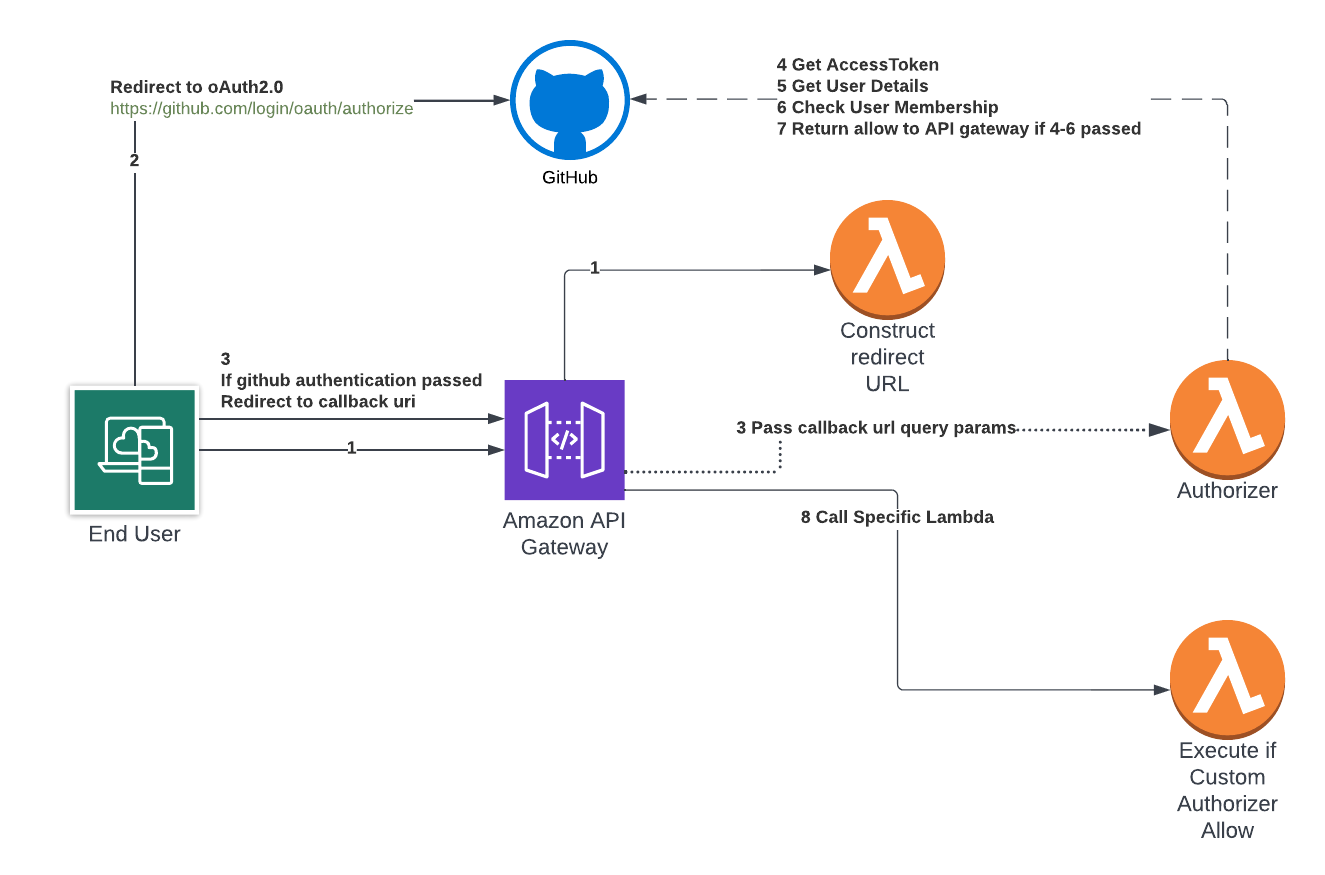 Redirect to oAuth2.0
https://github.com/login/oauth/authorize
2
GitHub
4 Get AccessToken
5 Get User Details
6 Check User Membership
7 Return allow to API gateway if 4-6 passed
1
Construct
redirect
URL
3
If github authentication passed
Redirect to callback uri
1
End User
</>
Amazon API
Gateway
3 Pass callback url query params
Authorizer
8 Call Specific Lambda
Execute if
Custom
Authorizer
Allow